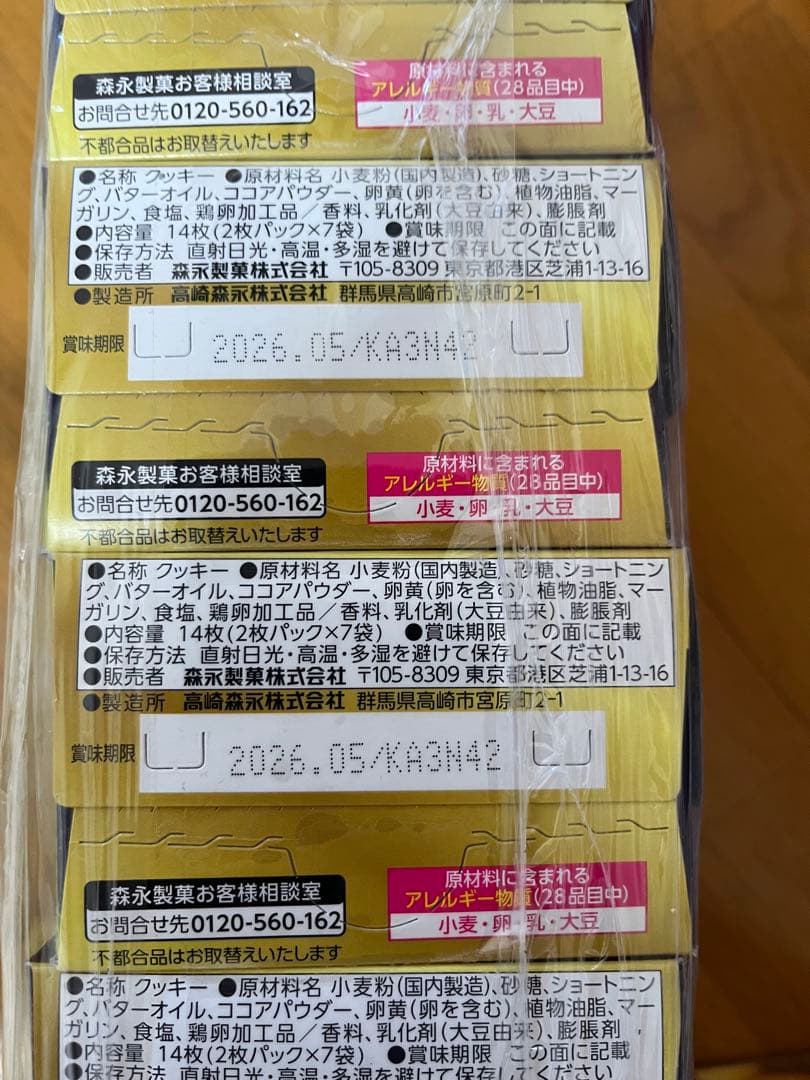 森永製菓お客様相談室
お問合せ先0120-560-162
不都合品はお取替えいたします
原材料に含まれる
アレルギー物質(28品目中)
小麦・卵・乳・大豆
●名称 クッキー ●原材料名 小麦粉(国内製造)、砂糖、ショートニン
グ、バターオイル、ココアパウダー、卵黄(卵を含む)、植物油脂、マー
ガリン、食塩、鶏卵加工品/香料、乳化剤(大豆由来)、膨脹剤
●内容量 14枚(2枚パック×7袋) ●賞味期限 この面に記載
●保存方法 直射日光・高温・多湿を避けて保存してください
●販売者 森永製菓株式会社 〒105-8309 東京都港区芝浦1-13-16
●製造所 高崎森永株式会社 群馬県高崎市宮原町2-1
賞味期限 2026.05/KA3N42
森永製菓お客様相談室
お問合せ先0120-560-162
不都合品はお取替えいたします
原材料に含まれる
アレルギー物質(28品目中)
小麦・卵・乳・大豆
●名称 クッキー ●原材料名 小麦粉(国内製造)、砂糖、ショートニン
グ、バターオイル、ココアパウダー、卵黄(卵を含む)、植物油脂、マー
ガリン、食塩、鶏卵加工品/香料、乳化剤(大豆由来)、膨脹剤
●内容量 14枚(2枚パック×7袋) ●賞味期限 この面に記載
●保存方法 直射日光・高温・多湿を避けて保存してください
●販売者 森永製菓株式会社 〒105-8309 東京都港区芝浦1-13-16
●製造所 高崎森永株式会社 群馬県高崎市宮原町2-1
賞味期限 2026.05/KA3N42
森永製菓お客様相談室
お問合せ先0120-560-162
不都合品はお取替えいたします
原材料に含まれる
アレルギー物質(28品目中)
小麦・卵・乳・大豆
●名称 クッキー ●原材料名 小麦粉(国内製造)、砂糖、ショートニン
グ、バターオイル、ココアパウダー、卵黄(卵を含む)、植物油脂、マー
ガリン、食塩、鶏卵加工品/香料、乳化剤(大豆由来)、膨脹剤
●内容量 14枚(2枚パック×7袋) ●賞味期限 この面に記載
●保存方法 直射日光・高温・多湿を避けて保存してください